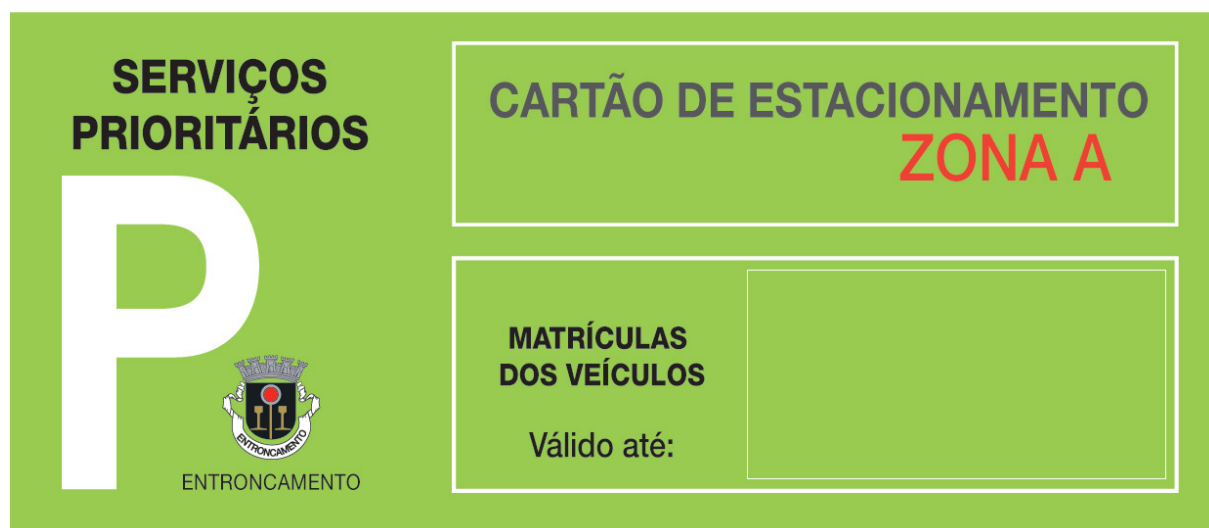 SERVIÇOS
PRIORITÁRIOS
P
ENTRONCAMENTO
ENTRONCAMENTO
CARTÃO DE ESTACIONAMENTO
ZONA A
MATRÍCULAS
DOS VEÍCULOS
Válido até: